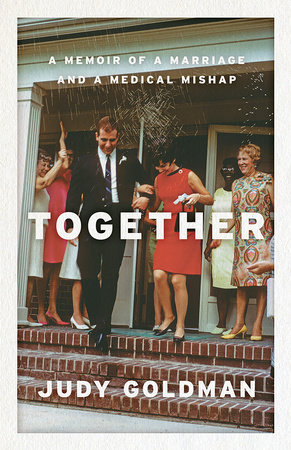 A MEMOIR OF A MARRIAGE
AND A MEDICAL MISHAP
TOGETHER
JUDY GOLDMAN